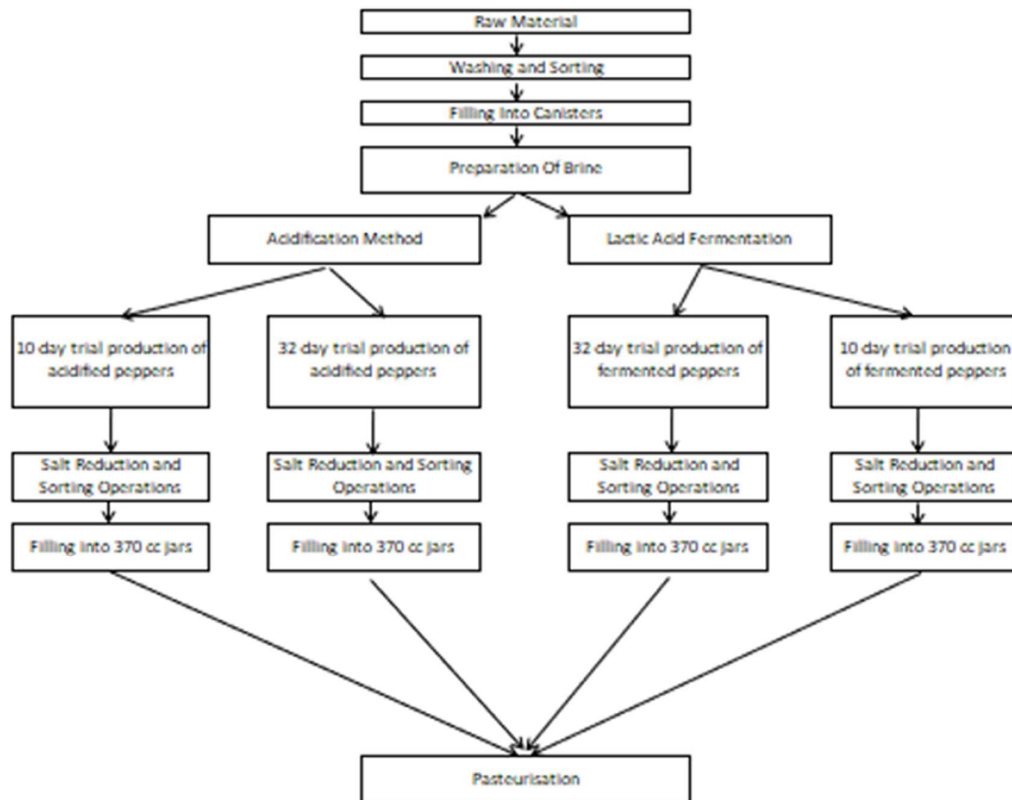 Raw Material
Washing and Sorting
Filling Into Canisters
Preparation Of Brine
Acidification Method
Lactic Acid Fermentation
10 day trial production of
acidified peppers
32 day trial production of
acidified peppers
32 day trial production of
fermented peppers
10 day trial production
of fermented peppers
Salt Reduction and
Sorting Operations
Salt Reduction and Sorting
Operations
Salt Reduction and
Sorting Operations
Salt Reduction and
Sorting Operations
Filling into 370 cc jars
Filling into 370 cc jars
Filling into 370 cc jars
Filling into 370 cc jars
Pasteurisation